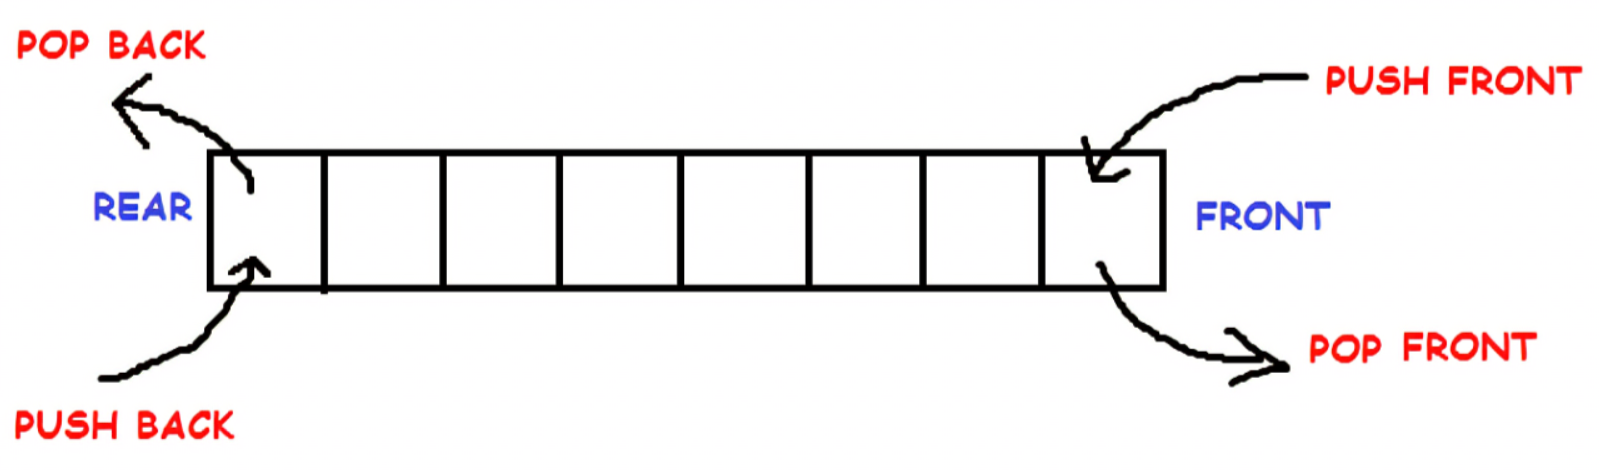 POP BACK
PUSH FRONT
REAR
FRONT
POP FRONT
PUSH BACK